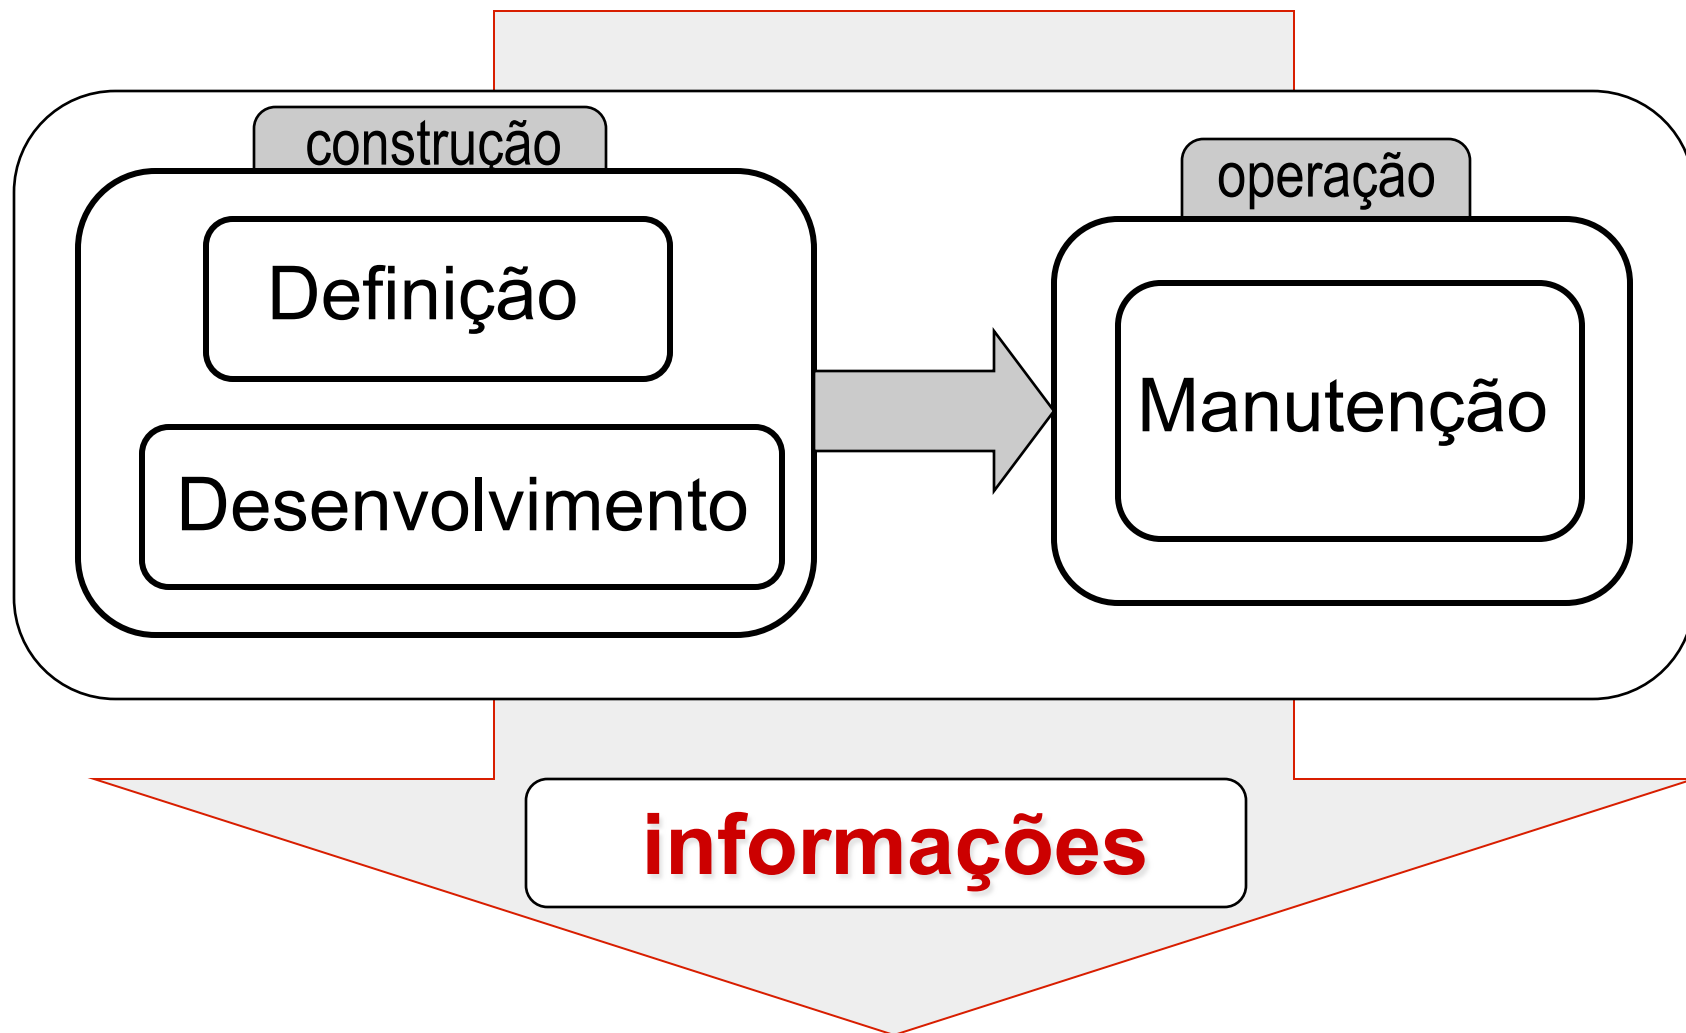 construção
operação
Definição
Manutenção
Desenvolvimento
informações